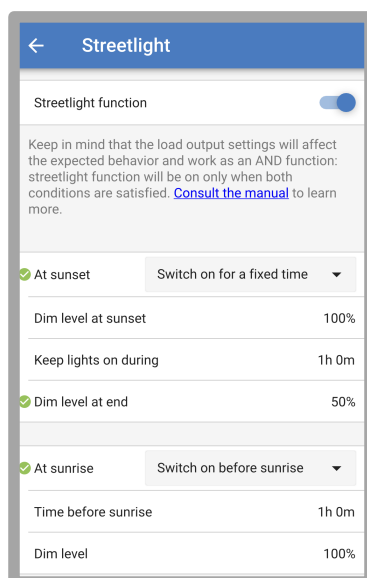 Streetlight
Streetlight function
Keep in mind that the load output settings will affect
the expected behavior and work as an AND function:
streetlight function will be on only when both
conditions are satisfied. Consult the manual to learn
more.
At sunset Switch on for a fixed time
Dim level at sunset 100%
Keep lights on during 1h 0m
Dim level at end 50%
At sunrise Switch on before sunrise
Time before sunrise 1h 0m
Dim level 100%